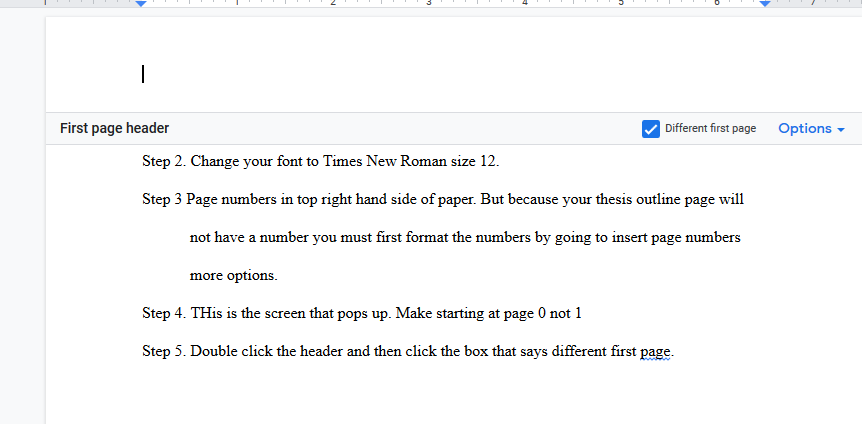 1 2 3 4 5 6 7
First page header Different first page Options
Step 2. Change your font to Times New Roman size 12.
Step 3 Page numbers in top right hand side of paper. But because your thesis outline page will
not have a number you must first format the numbers by going to insert page numbers
more options.
Step 4. THis is the screen that pops up. Make starting at page 0 not 1
Step 5. Double click the header and then click the box that says different first page.